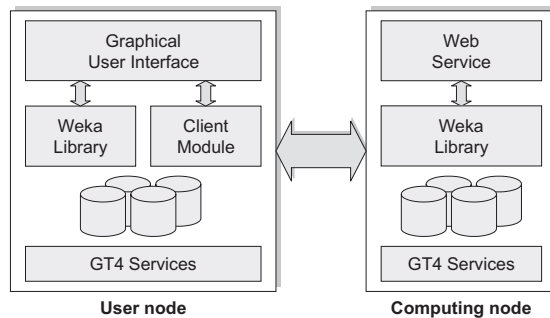 Graphical
User Interface
Weka
Library
Client
Module
GT4 Services
User node
Web
Service
Weka
Library
GT4 Services
Computing node